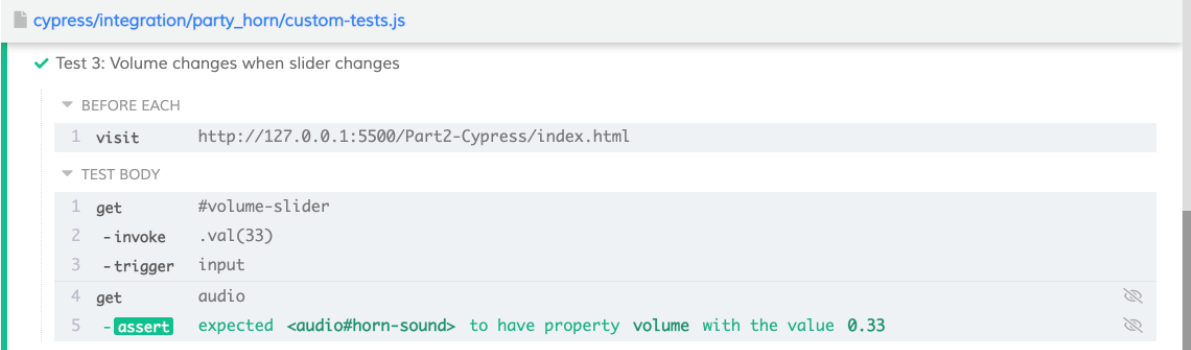 cypress/integration/party_horn/custom-tests.js
Test 3: Volume changes when slider changes
BEFORE EACH
1 visit http://127.0.0.1:5500/Part2-Cypress/index.html
TEST BODY
1 get #volume-slider
2 -invoke .val(33)
3 -trigger input
4 get audio
5 -assert expected <audio#horn-sound> to have property volume with the value 0.33